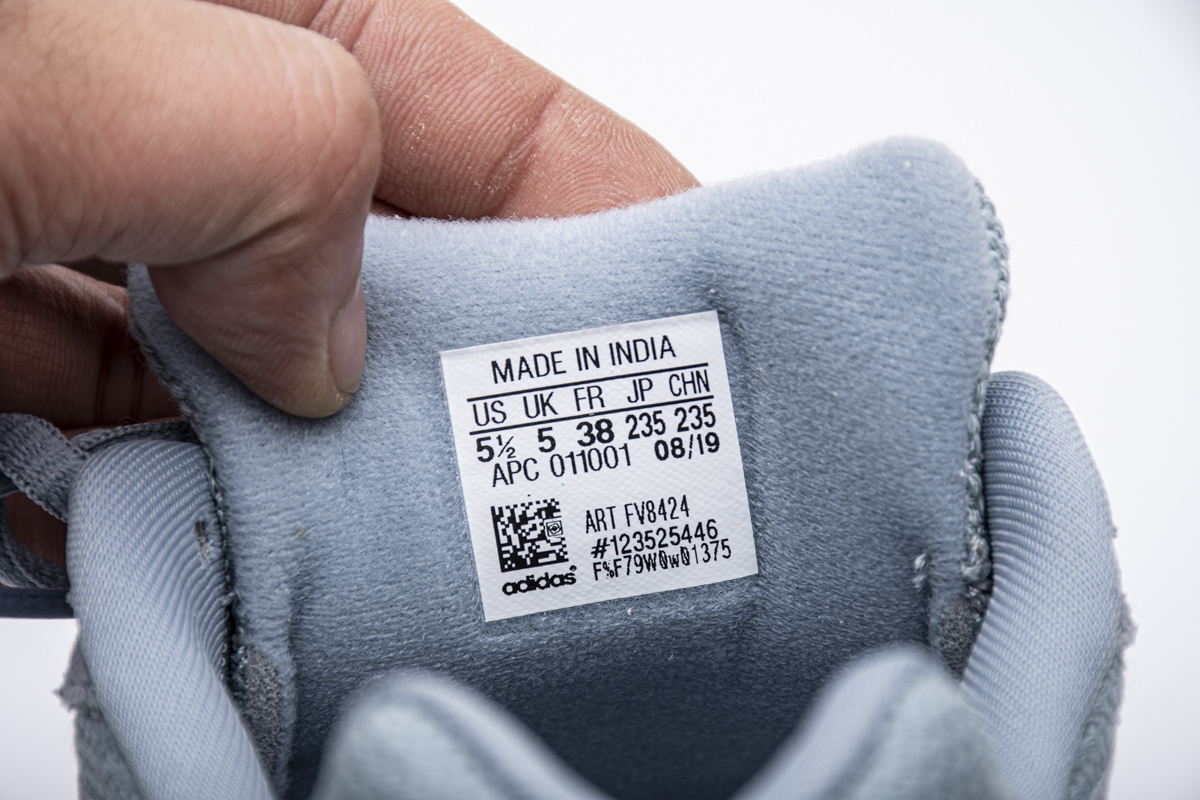 MADE IN INDIA
US UK FR JP CHN
5½ 5 38 235 235
APC 011001 08/19
ART FV8424
#123525446
F%F79W0w01375
adidas